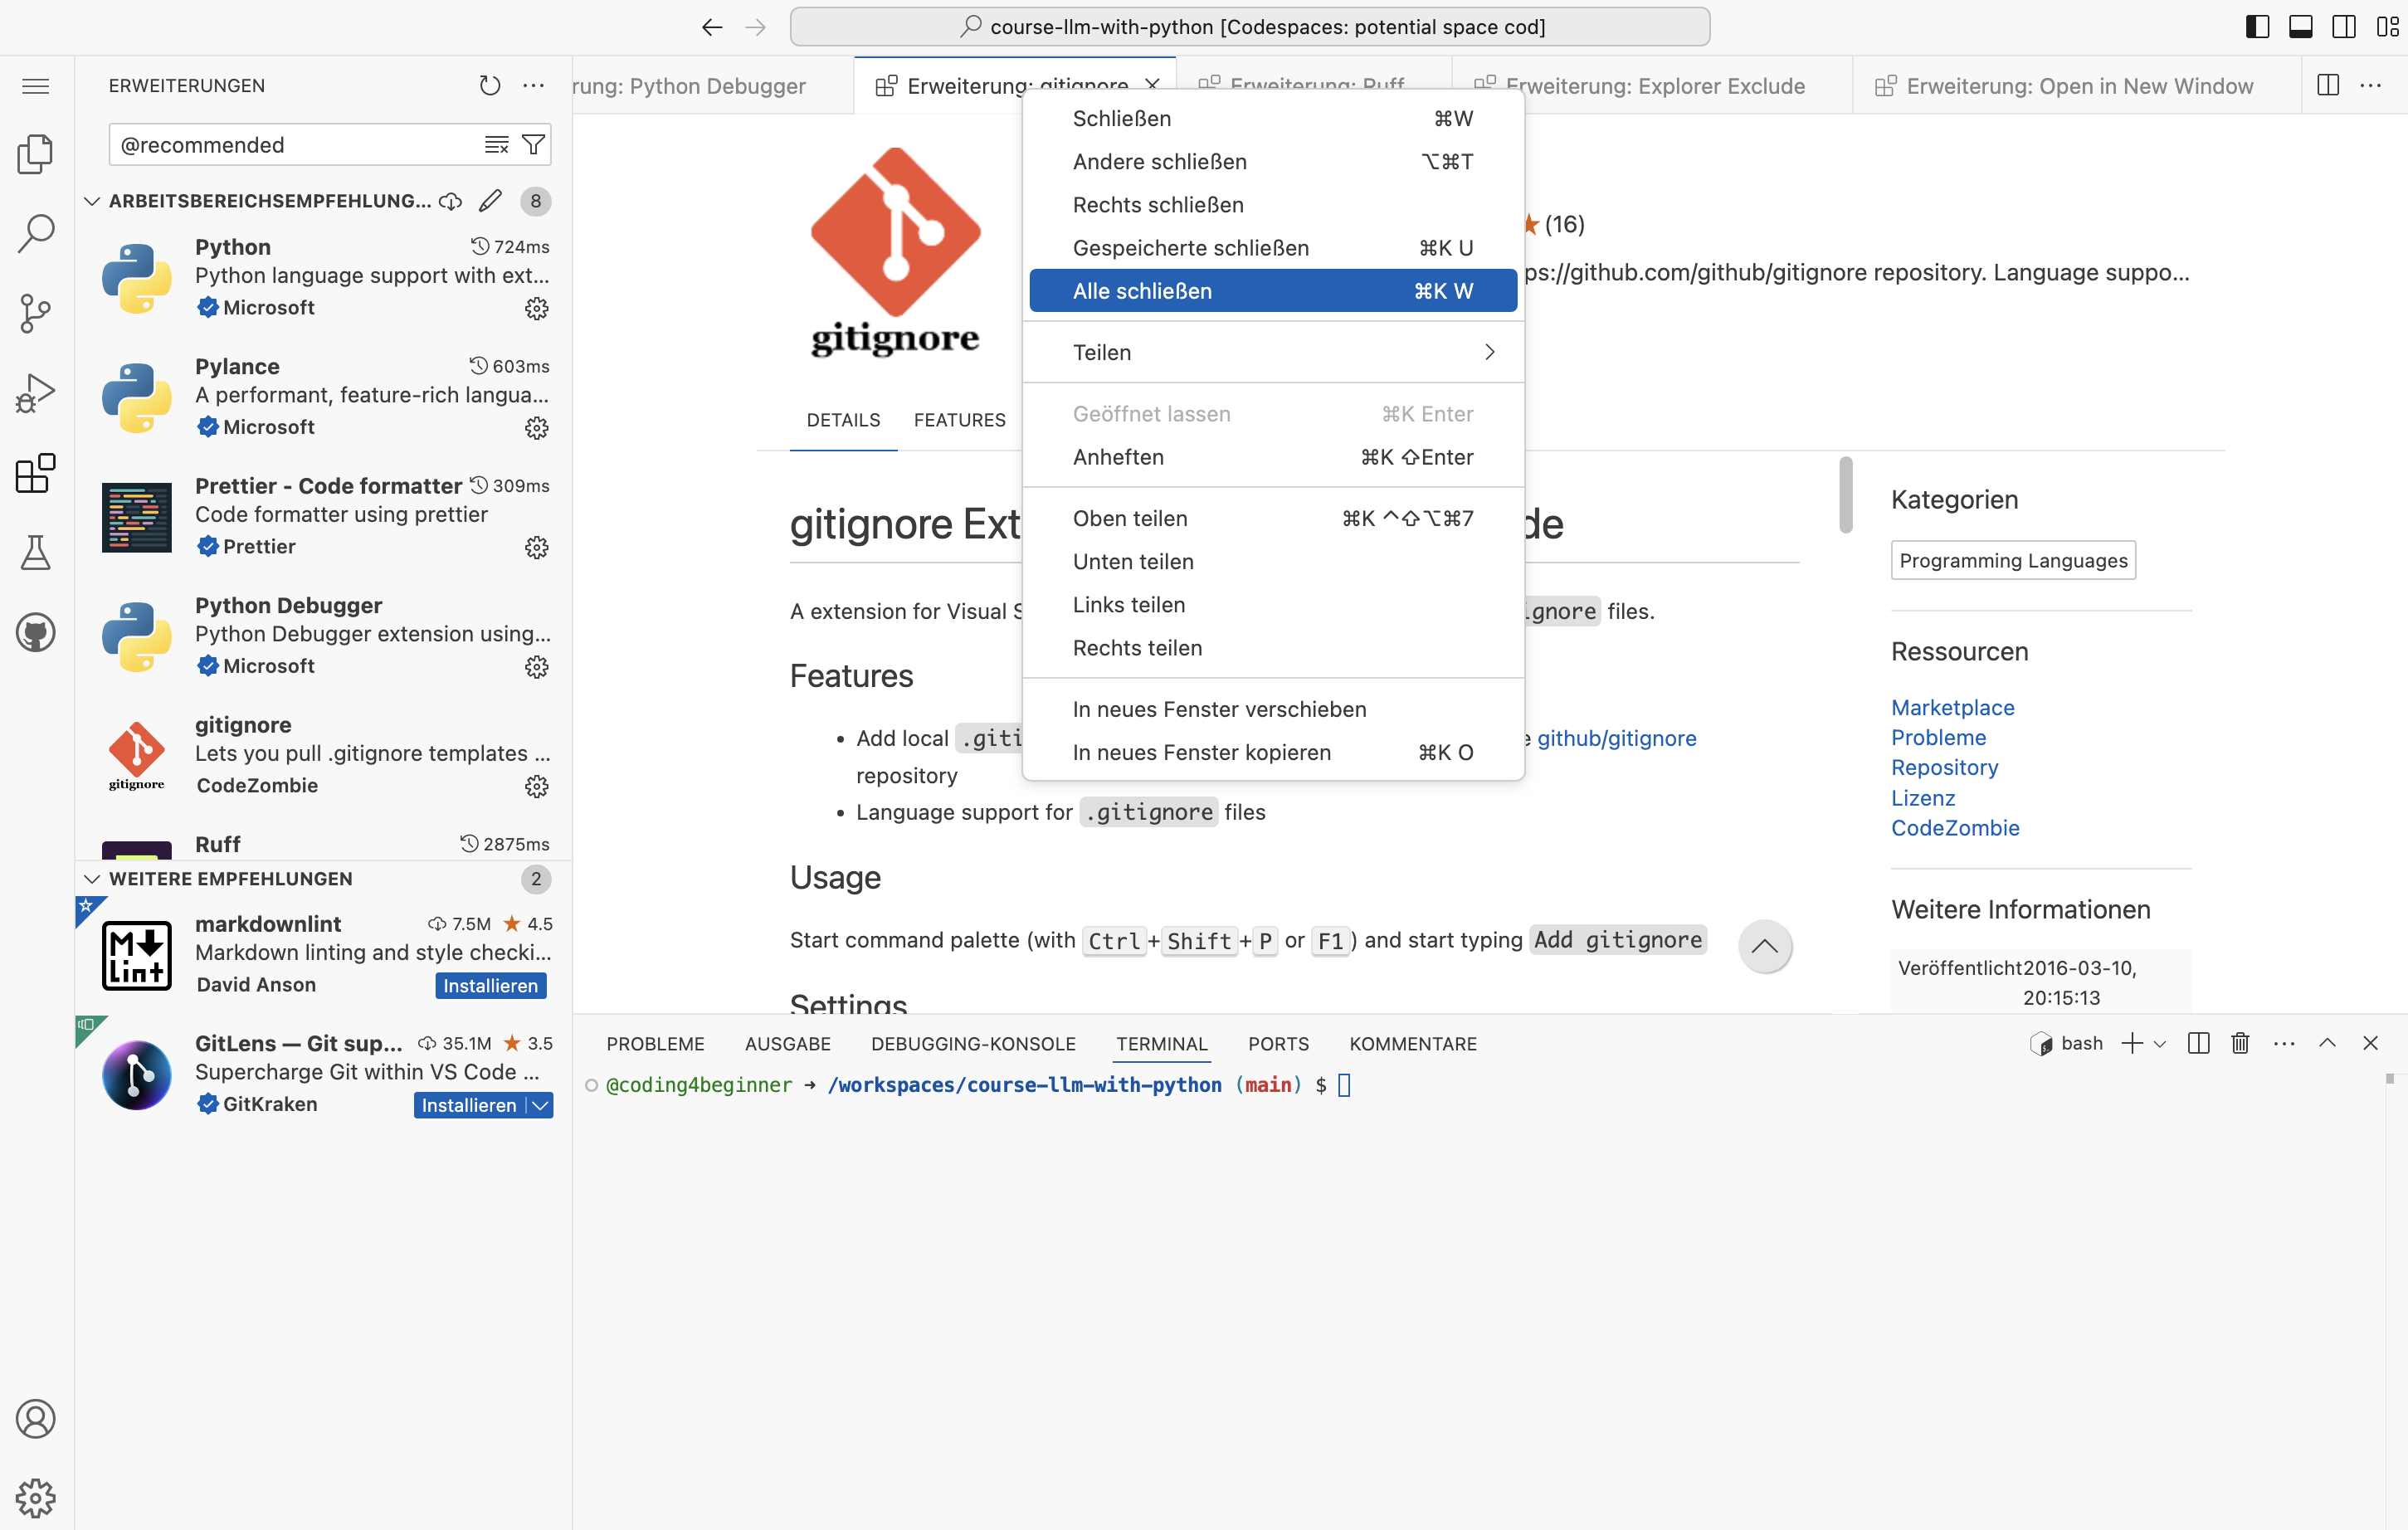 course-llm-with-python [Codespaces: potential space cod]
ERWEITERUNGEN
@recommended
ARBEITSBEREICHSEMPFEHLUNG... 8
Python 724ms
Python language support with ext...
Microsoft
Pylance 603ms
A performant, feature-rich langua...
Microsoft
Prettier - Code formatter 309ms
Code formatter using prettier
Prettier
Python Debugger
Python Debugger extension using...
Microsoft
gitignore
Lets you pull .gitignore templates ...
CodeZombie
gitignore
Ruff 2875ms
WEITERE EMPFEHLUNGEN 2
markdownlint 7.5M 4.5
Markdown linting and style checki...
David Anson Installieren
M Lint
GitLens — Git sup... 35.1M 3.5
Supercharge Git within VS Code ...
GitKraken Installieren
rung: Python Debugger
Erweiterung: gitignore
Erweiterung: Ruff
Erweiterung: Explorer Exclude
Erweiterung: Open in New Window
gitignore
(16)
ps://github.com/github/gitignore repository. Language suppo...
Schließen ⌘W
Andere schließen ⌥⌘T
Rechts schließen
Gespeicherte schließen ⌘K U
Alle schließen ⌘K W
Teilen
Geöffnet lassen ⌘K Enter
Anheften ⌘K ⇧Enter
Oben teilen ⌘K ^⇧⌥⌘7
Unten teilen
Links teilen
Rechts teilen
In neues Fenster verschieben
In neues Fenster kopieren ⌘K O
DETAILS FEATURES
gitignore Ext de
A extension for Visual S ignore files.
Features
• Add local .giti e github/gitignore
repository
• Language support for .gitignore files
Usage
Start command palette (with Ctrl+Shift+P or F1) and start typing Add gitignore
Settings
Kategorien
Programming Languages
Ressourcen
Marketplace
Probleme
Repository
Lizenz
CodeZombie
Weitere Informationen
Veröffentlicht 2016-03-10,
20:15:13
PROBLEME AUSGABE DEBUGGING-KONSOLE TERMINAL PORTS KOMMENTARE
bash
@coding4beginner → /workspaces/course-llm-with-python (main) $